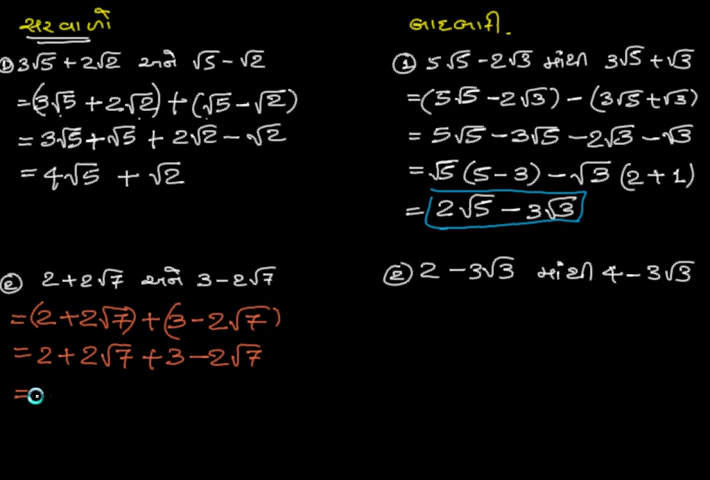 સરવાળો
① 3√5 + 2√2 અને √5 - √2
= (3√5 + 2√2) + (√5 - √2)
= 3√5 + √5 + 2√2 - √2
= 4√5 + √2
② 2 + 2√7 અને 3 - 2√7
= (2 + 2√7) + (3 - 2√7)
= 2 + 2√7 + 3 - 2√7
=
બાદબાકી.
① 5√5 - 2√3 માંથી 3√5 + √3
= (5√5 - 2√3) - (3√5 + √3)
= 5√5 - 3√5 - 2√3 - √3
= √5 (5 - 3) - √3 (2 + 1)
= 2√5 - 3√3
② 2 - 3√3 માંથી 4 - 3√3